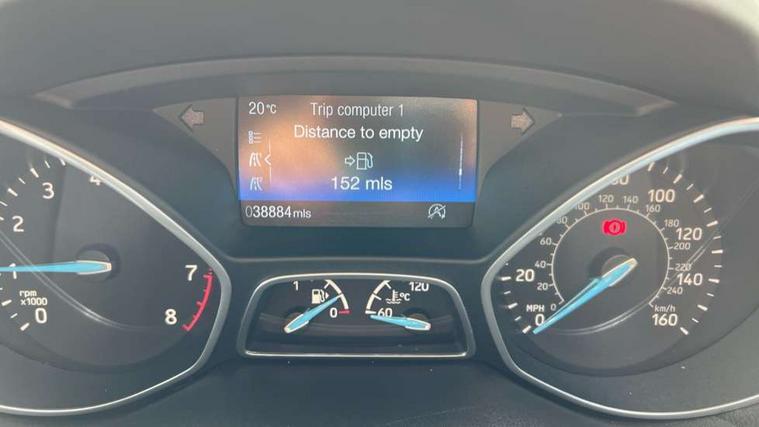 20°C Trip computer 1
Distance to empty
152 mls
038884mls
1 2 3 4 7 8 0
rpm
x1000
1 0
60 120
°C
0 20 100 120 140 160
MPH
km/h
0 20 40 60 80 120 140 160 180 200 220 240